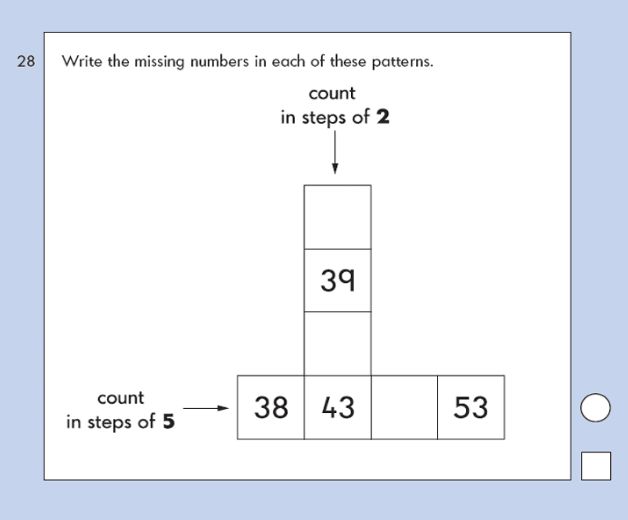 28 Write the missing numbers in each of these patterns.
count
in steps of 2
39
count
in steps of 5
38 43 53